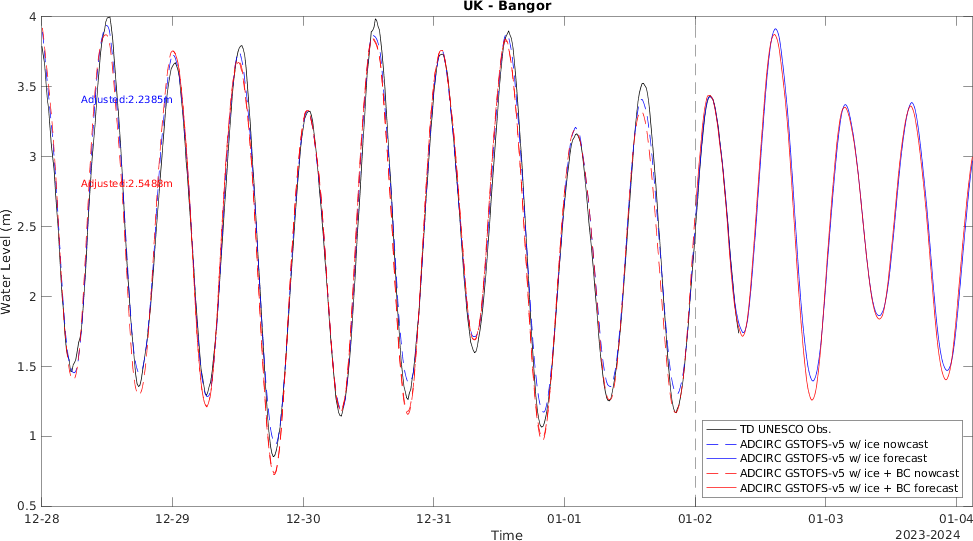 UK - Bangor
4
3.5
3
2.5
2
1.5
1
0.5
Water Level (m)
Adjusted:2.2385m
Adjusted:2.5488m
TD UNESCO Obs.
ADCIRC GSTOFS-v5 w/ ice nowcast
ADCIRC GSTOFS-v5 w/ ice forecast
ADCIRC GSTOFS-v5 w/ ice + BC nowcast
ADCIRC GSTOFS-v5 w/ ice + BC forecast
12-28 12-29 12-30 12-31 01-01 01-02 01-03 01-04
Time
2023-2024